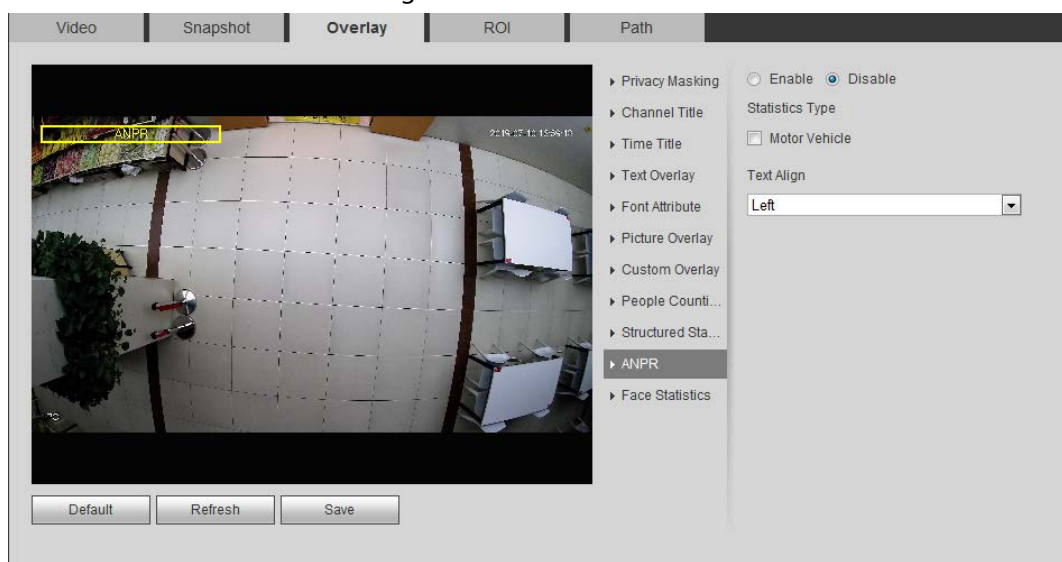 Video Snapshot Overlay ROI Path
ANPR
Privacy Masking
Channel Title
Time Title
Text Overlay
Font Attribute
Picture Overlay
Custom Overlay
People Counti...
Structured Sta...
ANPR
Face Statistics
Enable Disable
Statistics Type
Motor Vehicle
Text Align
Left
Default Refresh Save